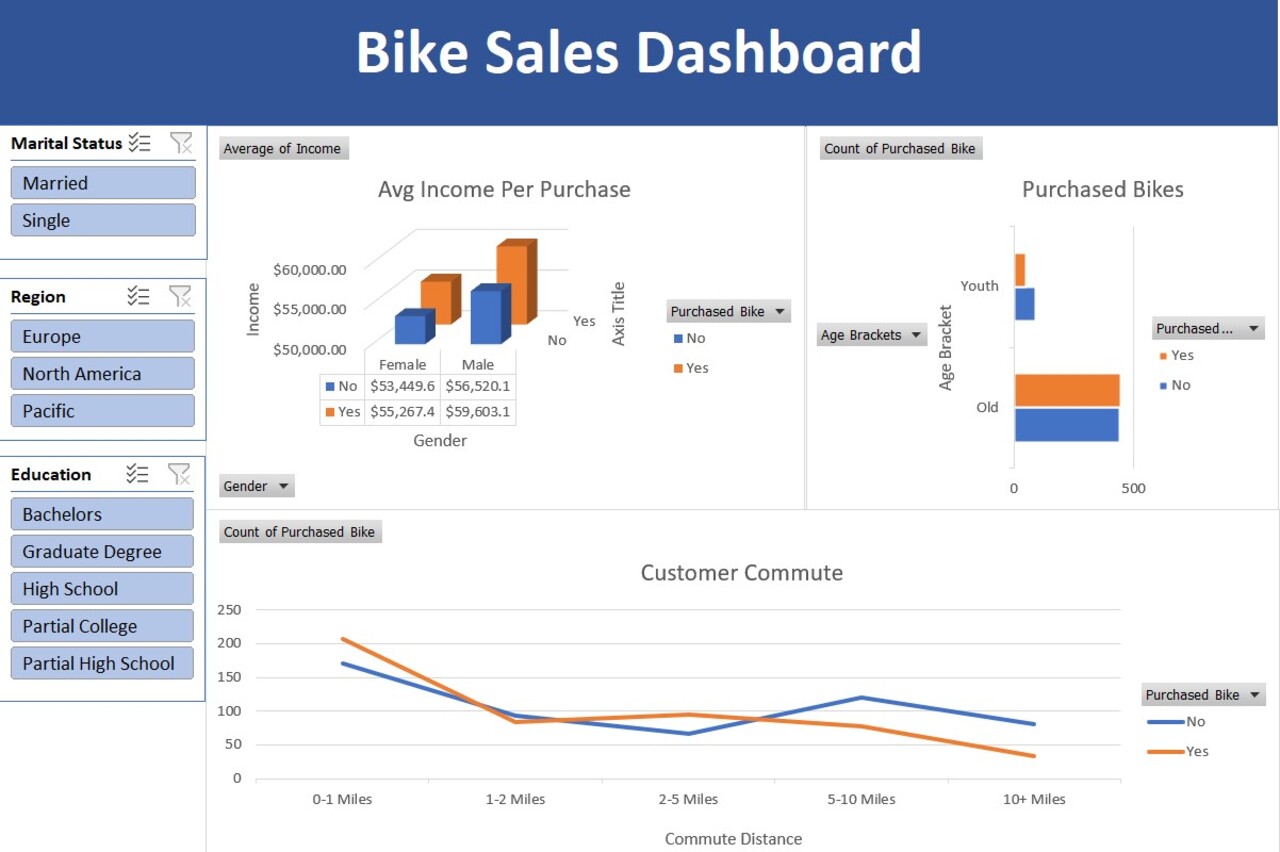 Bike Sales Dashboard
Marital Status
Married
Single
Region
Europe
North America
Pacific
Education
Bachelors
Graduate Degree
High School
Partial College
Partial High School
Average of Income
Avg Income Per Purchase
Income
$60,000.00
$55,000.00
$50,000.00
Yes
No
Axis Title
Female Male
No $53,449.6 $56,520.1
Yes $55,267.4 $59,603.1
Gender
Purchased Bike
No
Yes
Gender
Count of Purchased Bike
Purchased Bikes
Age Brackets
Age Bracket
Youth
Old
0 500
Purchased ...
Yes
No
Count of Purchased Bike
Customer Commute
250
200
150
100
50
0
0-1 Miles 1-2 Miles 2-5 Miles 5-10 Miles 10+ Miles
Commute Distance
Purchased Bike
No
Yes